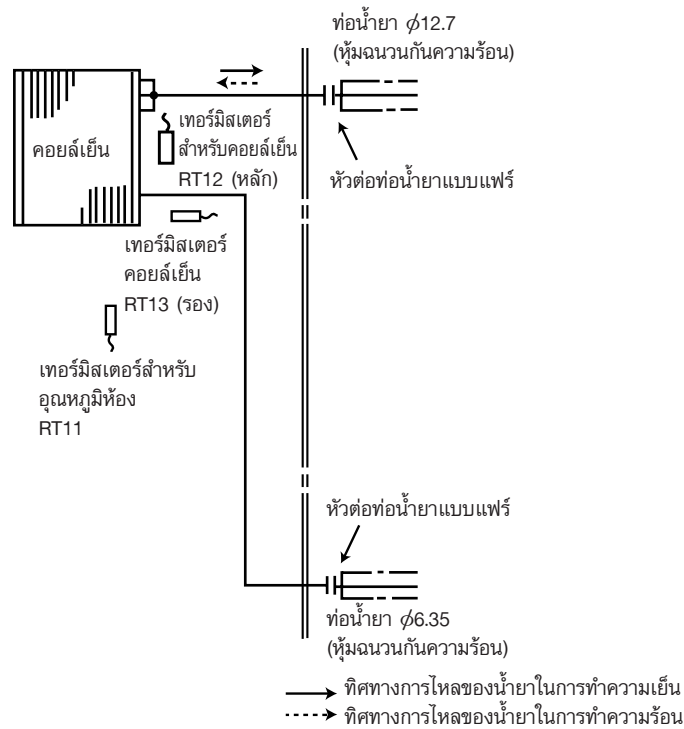 ท่อน้ำยา ϕ12.7
(หุ้มฉนวนกันความร้อน)
คอยล์เย็น
เทอร์มิสเตอร์
สำหรับคอยล์เย็น
RT12 (หลัก)
หัวต่อท่อน้ำยาแบบแฟร์
เทอร์มิสเตอร์
คอยล์เย็น
RT13 (รอง)
เทอร์มิสเตอร์สำหรับ
อุณหภูมิห้อง
RT11
หัวต่อท่อน้ำยาแบบแฟร์
ท่อน้ำยา ϕ6.35
(หุ้มฉนวนกันความร้อน)
ทิศทางการไหลของน้ำยาในการทำความเย็น
ทิศทางการไหลของน้ำยาในการทำความร้อน